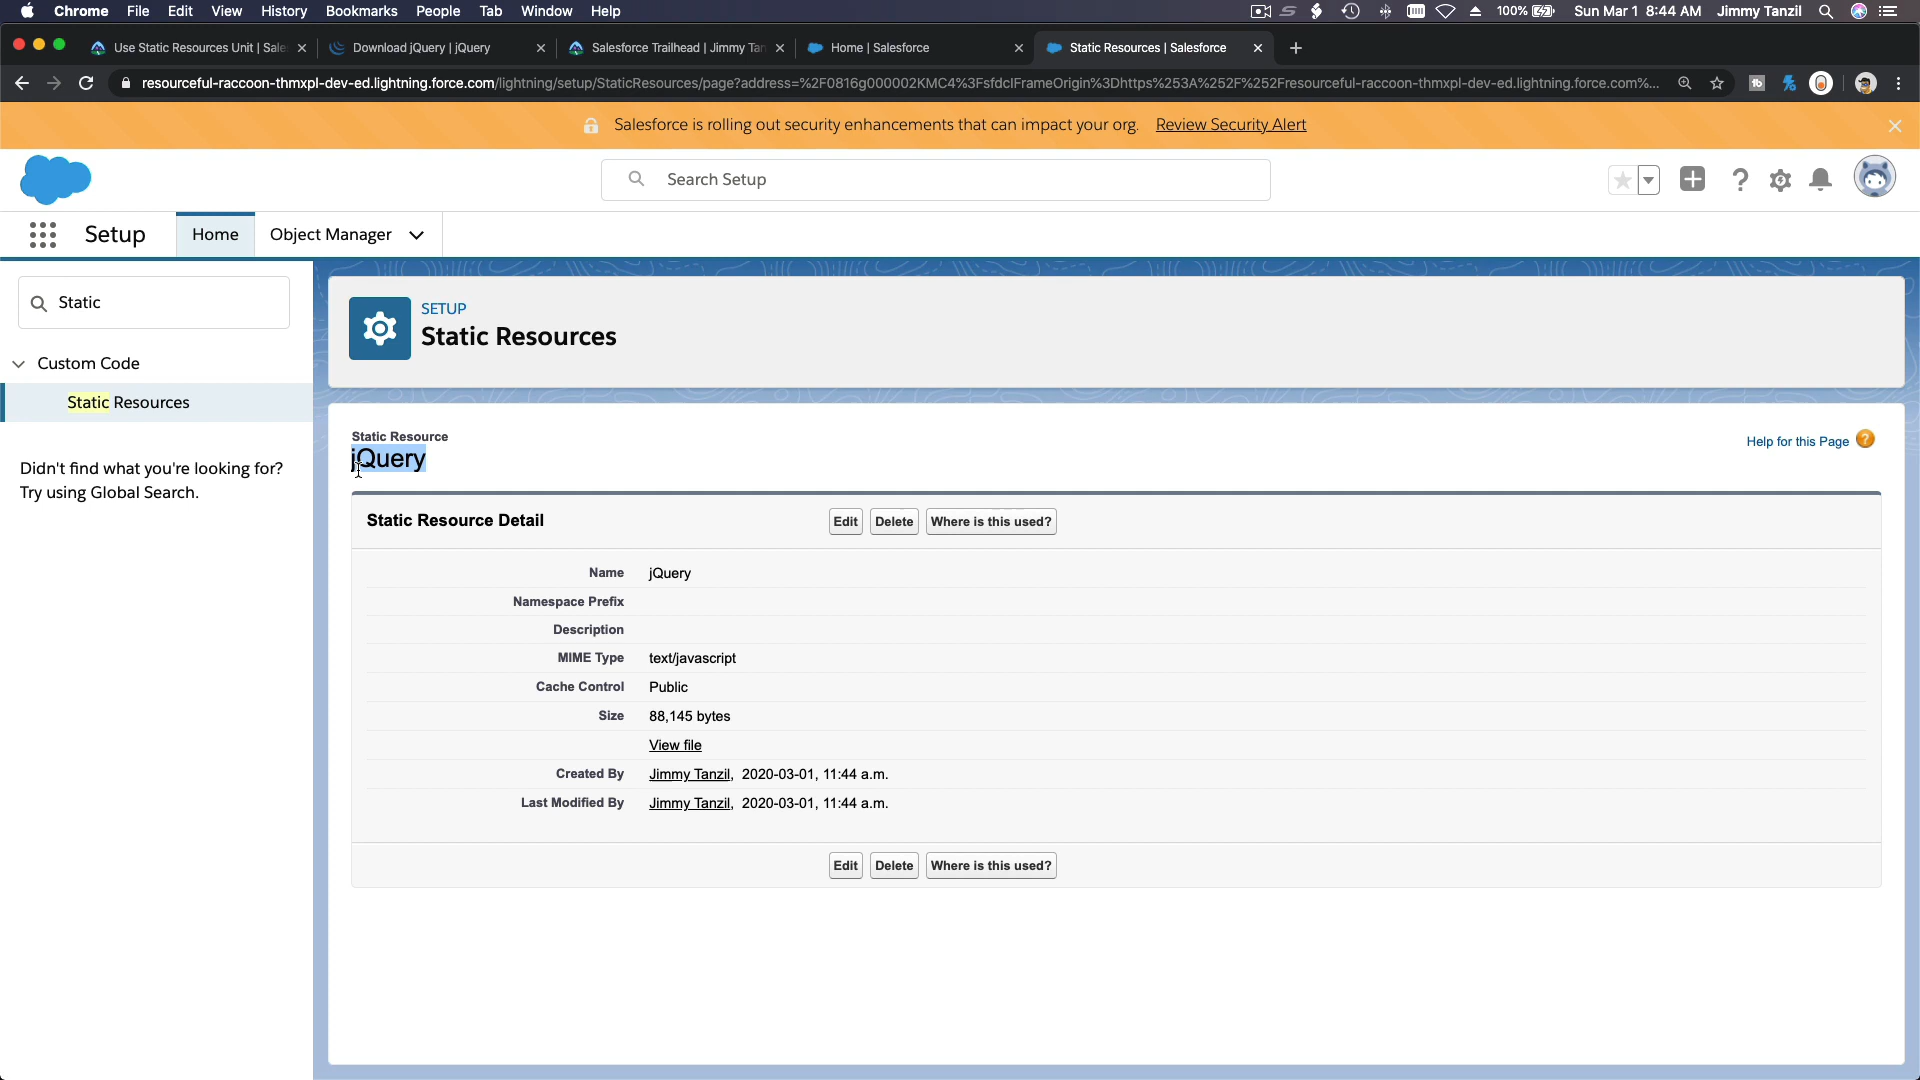 Chrome File Edit View History Bookmarks People Tab Window Help 100% Sun Mar 1 8:44 AM Jimmy Tanzil
Use Static Resources Unit | Sale Download jQuery | jQuery Salesforce Trailhead | Jimmy Tan Home | Salesforce Static Resources | Salesforce
resourceful-raccoon-thmxpl-dev-ed.lightning.force.com/lightning/setup/StaticResources/page?address=%2F0816g000002KMC4%3FsfdcIFrameOrigin%3Dhttps%253A%252F%252Fresourceful-raccoon-thmxpl-dev-ed.lightning.force.com%...
Salesforce is rolling out security enhancements that can impact your org. Review Security Alert
Search Setup
Setup Home Object Manager
Static
Custom Code
Static Resources
Didn't find what you're looking for?
Try using Global Search.
SETUP
Static Resources
Static Resource
jQuery
Help for this Page ?
Static Resource Detail Edit Delete Where is this used?
Name jQuery
Namespace Prefix
Description
MIME Type text/javascript
Cache Control Public
Size 88,145 bytes
View file
Created By Jimmy Tanzil, 2020-03-01, 11:44 a.m.
Last Modified By Jimmy Tanzil, 2020-03-01, 11:44 a.m.
Edit Delete Where is this used?